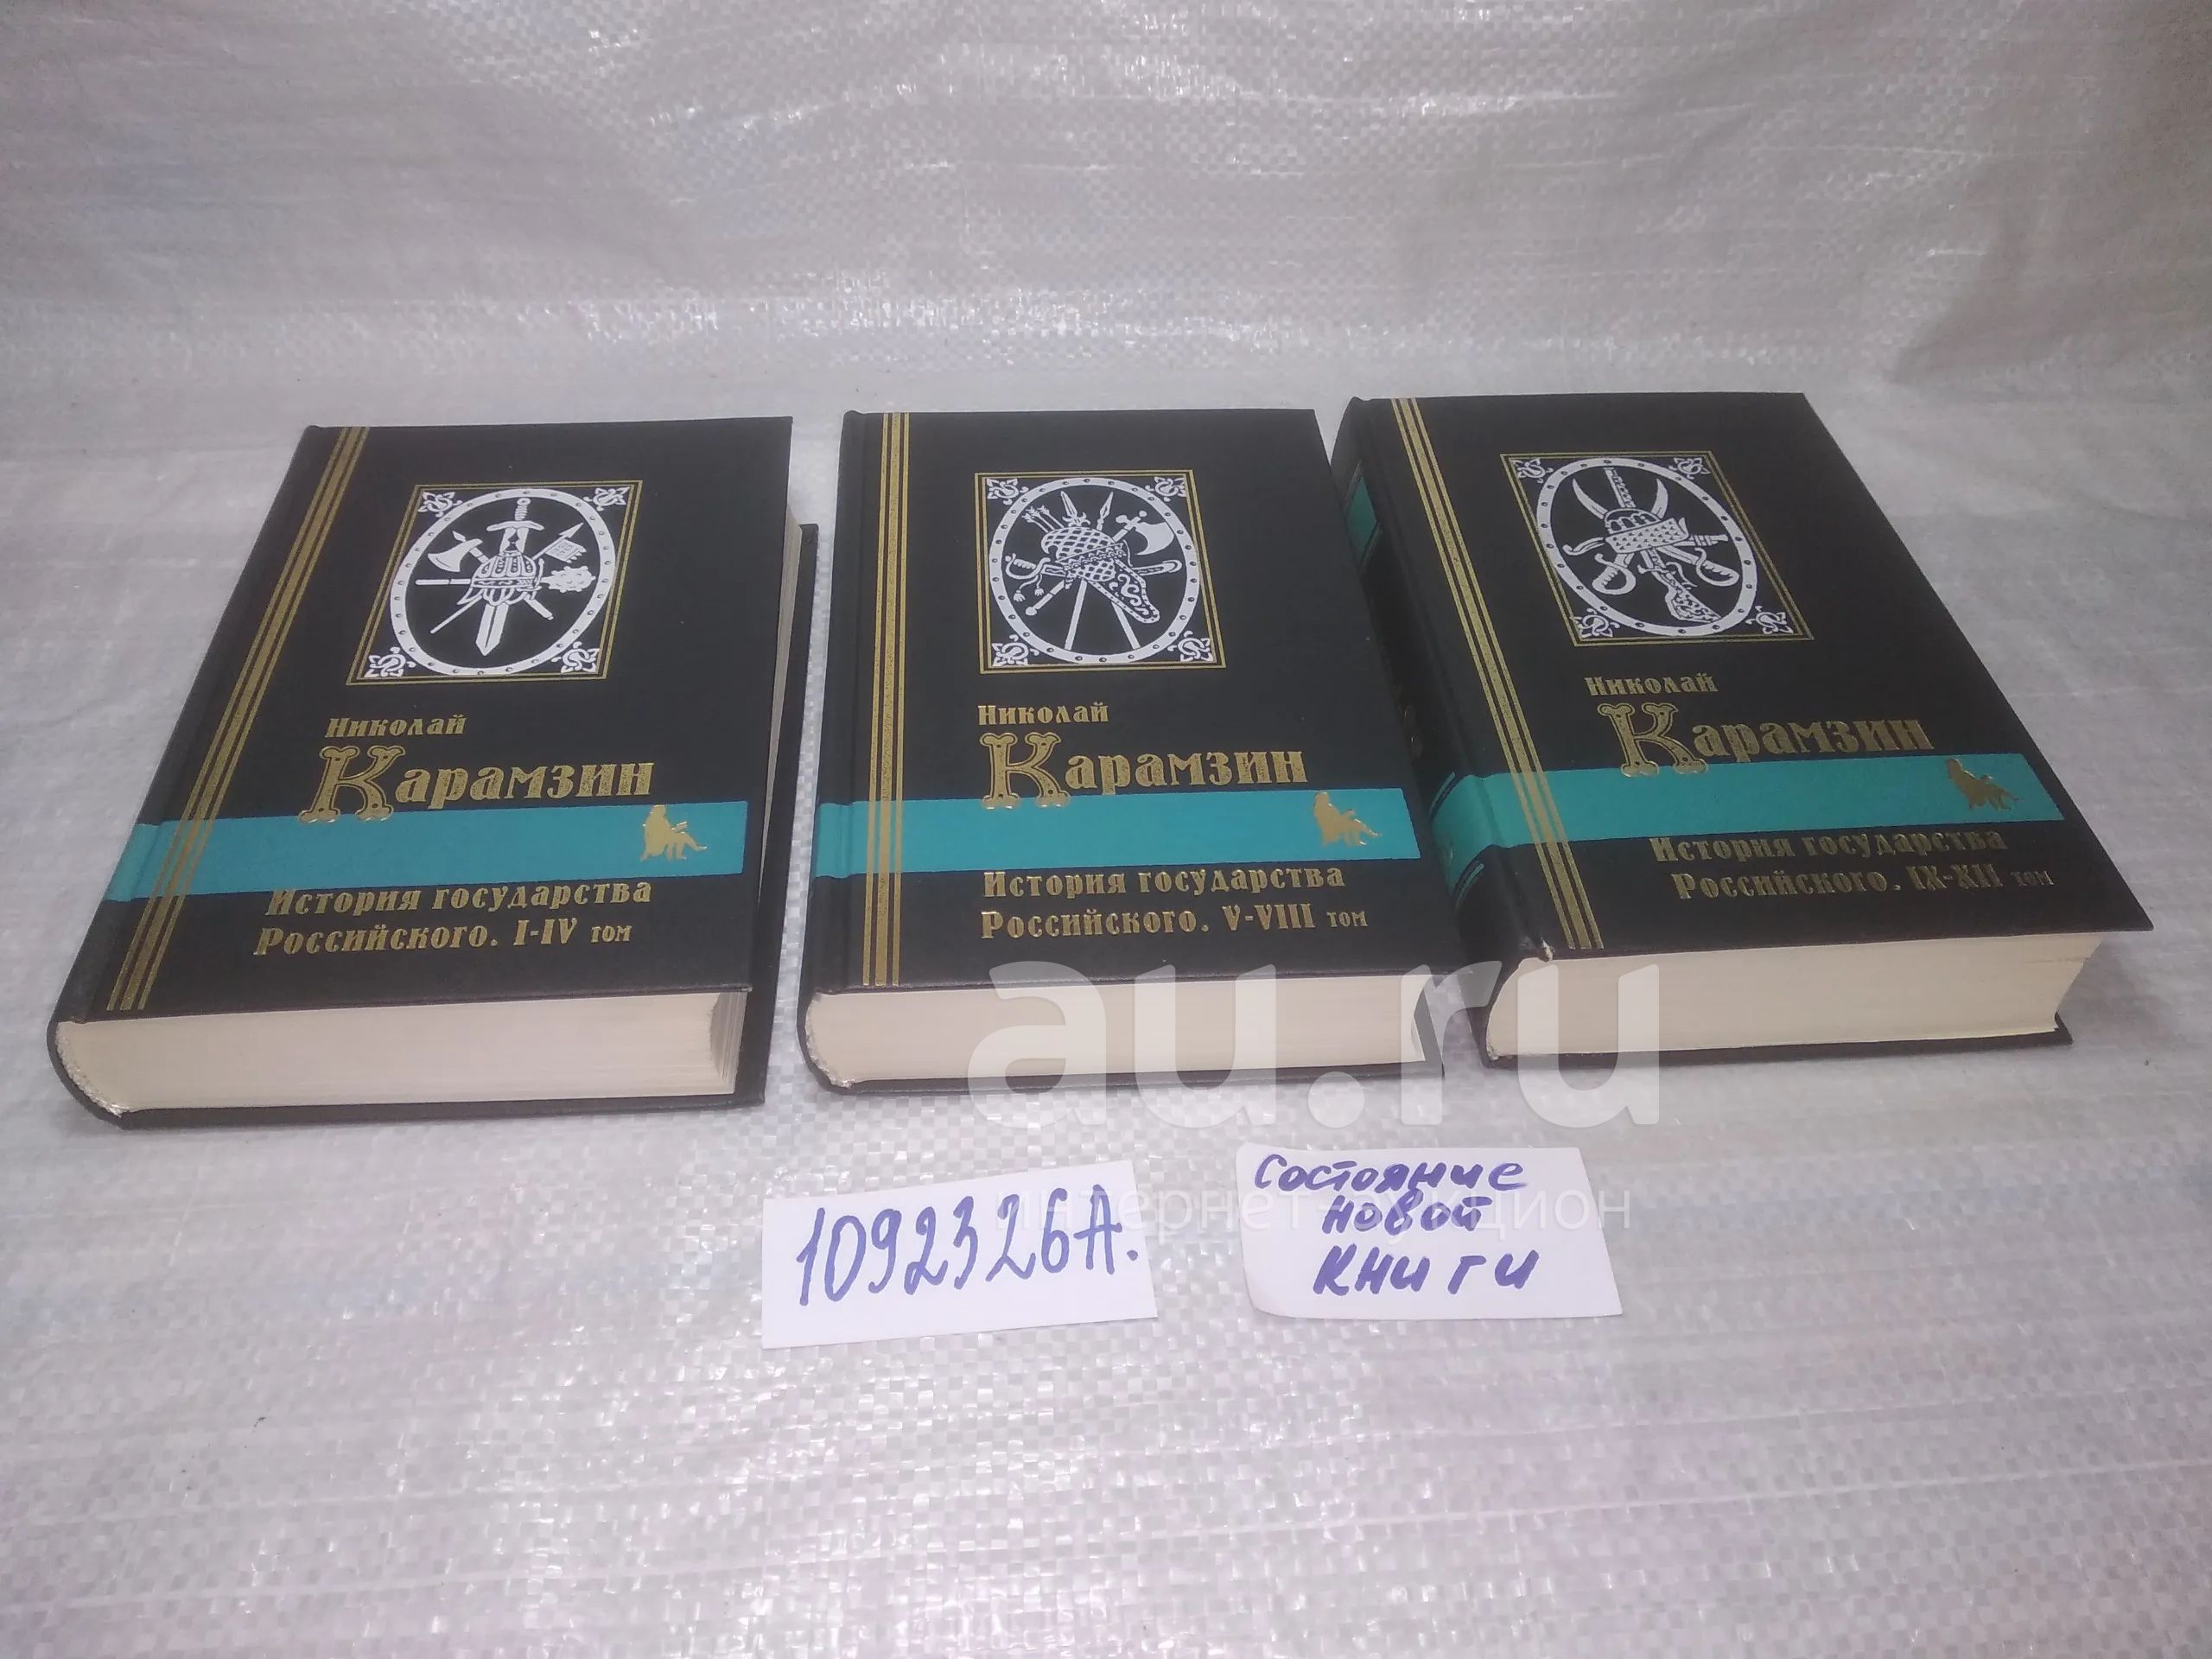 Николай
Карамзин
История государства
Российского. I-IV том
Николай
Карамзин
История государства
Российского. V-VIII том
Николай
Карамзин
История государства
Российского. IX-XII том
au.ru
интернет-аукцион
1092326А.
Состояние
новой
книги